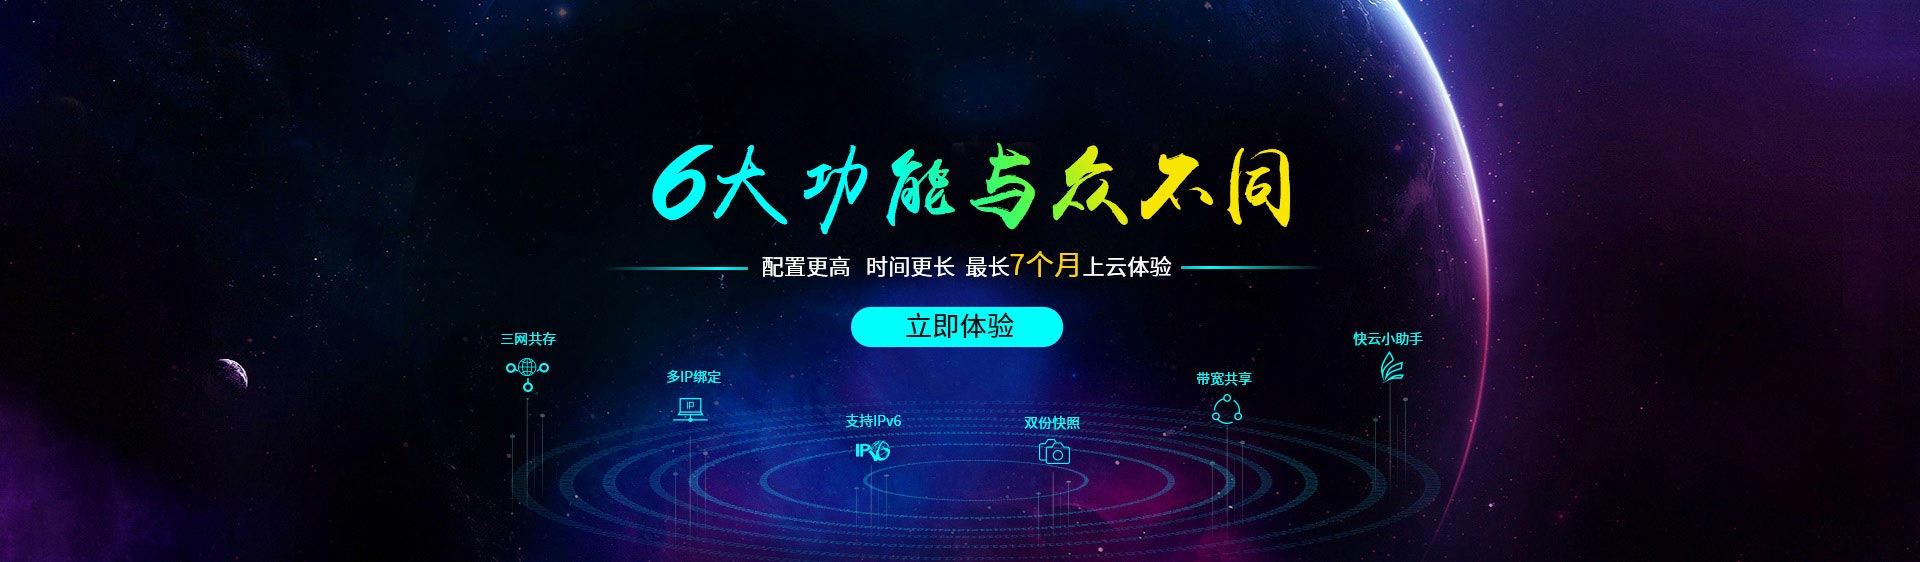 6大功能与众不同
配置更高 时间更长 最长7个月上云体验
立即体验
三网共存
快云小助手
多IP绑定
IP
带宽共享
支持IPv6
IPv6
双份快照